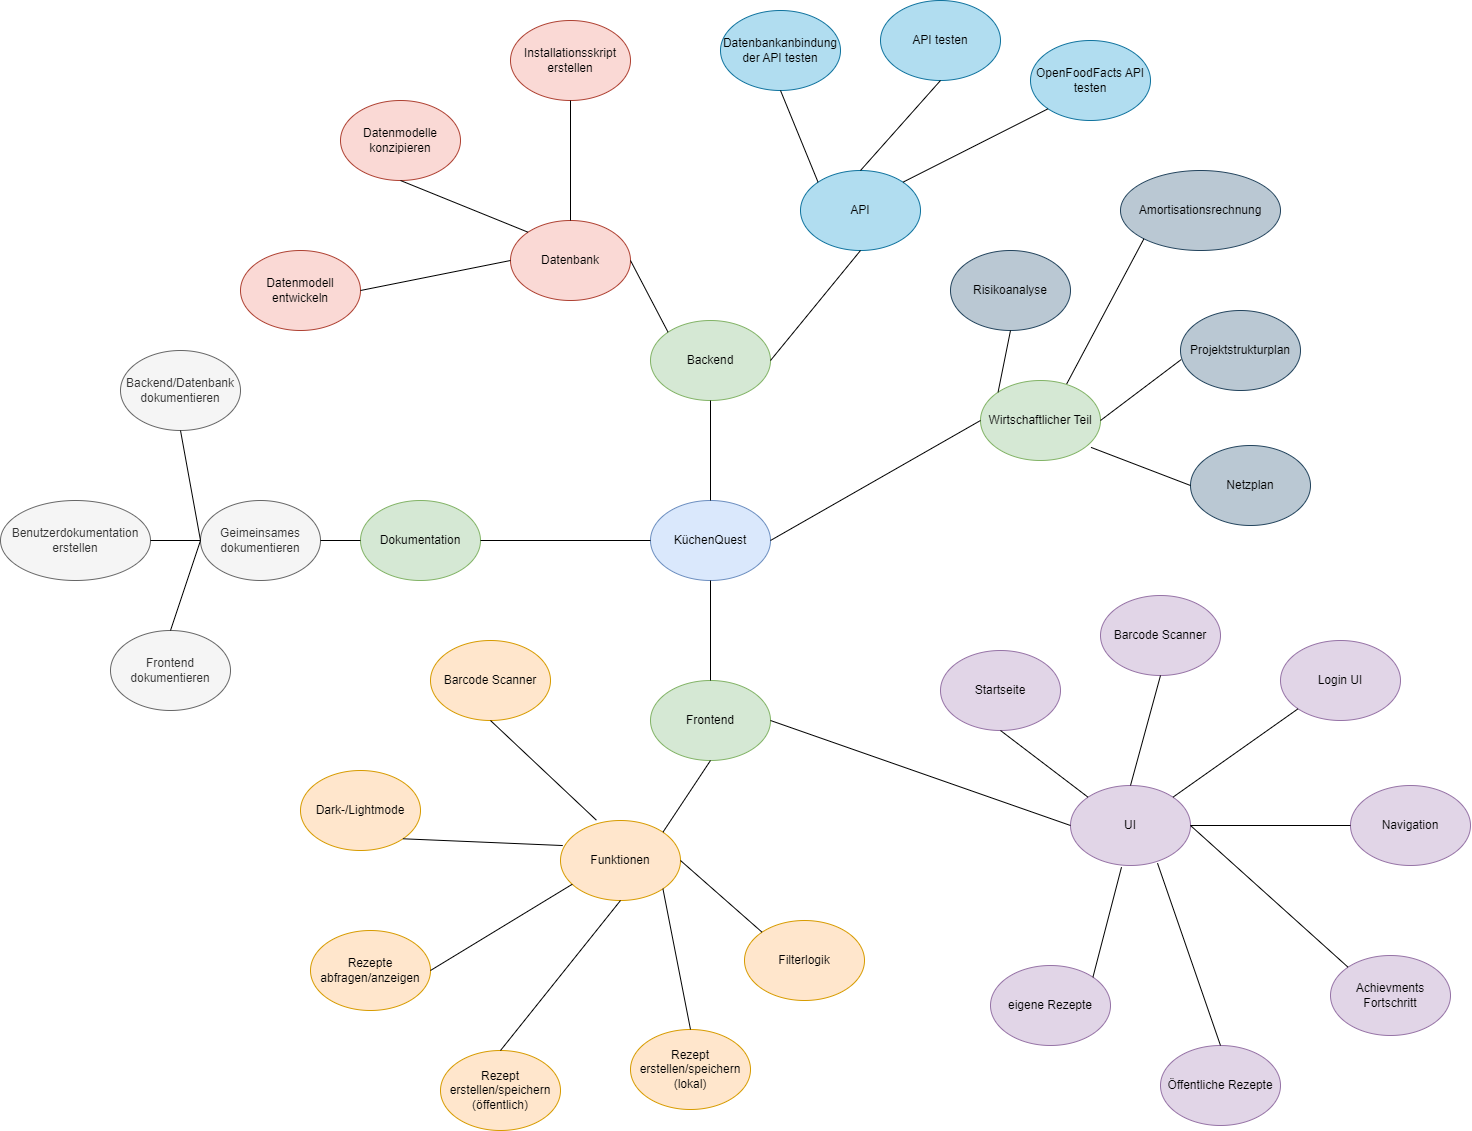 Installationsskript
erstellen
Datenbankanbindung
der API testen
API testen
OpenFoodFacts API
testen
Datenmodelle
konzipieren
API
Amortisationsrechnung
Datenbank
Datenmodell
entwickeln
Risikoanalyse
Backend
Projektstrukturplan
Backend/Datenbank
dokumentieren
Wirtschaftlicher Teil
Netzplan
Benutzerdokumentation
erstellen
Geimeinsames
dokumentieren
Dokumentation
KüchenQuest
Frontend
dokumentieren
Barcode Scanner
Frontend
Startseite
Barcode Scanner
Login UI
Dark-/Lightmode
Funktionen
UI
Navigation
Rezepte
abfragen/anzeigen
Filterlogik
eigene Rezepte
Achievments
Fortschritt
Rezept
erstellen/speichern
(öffentlich)
Rezept
erstellen/speichern
(lokal)
Öffentliche Rezepte